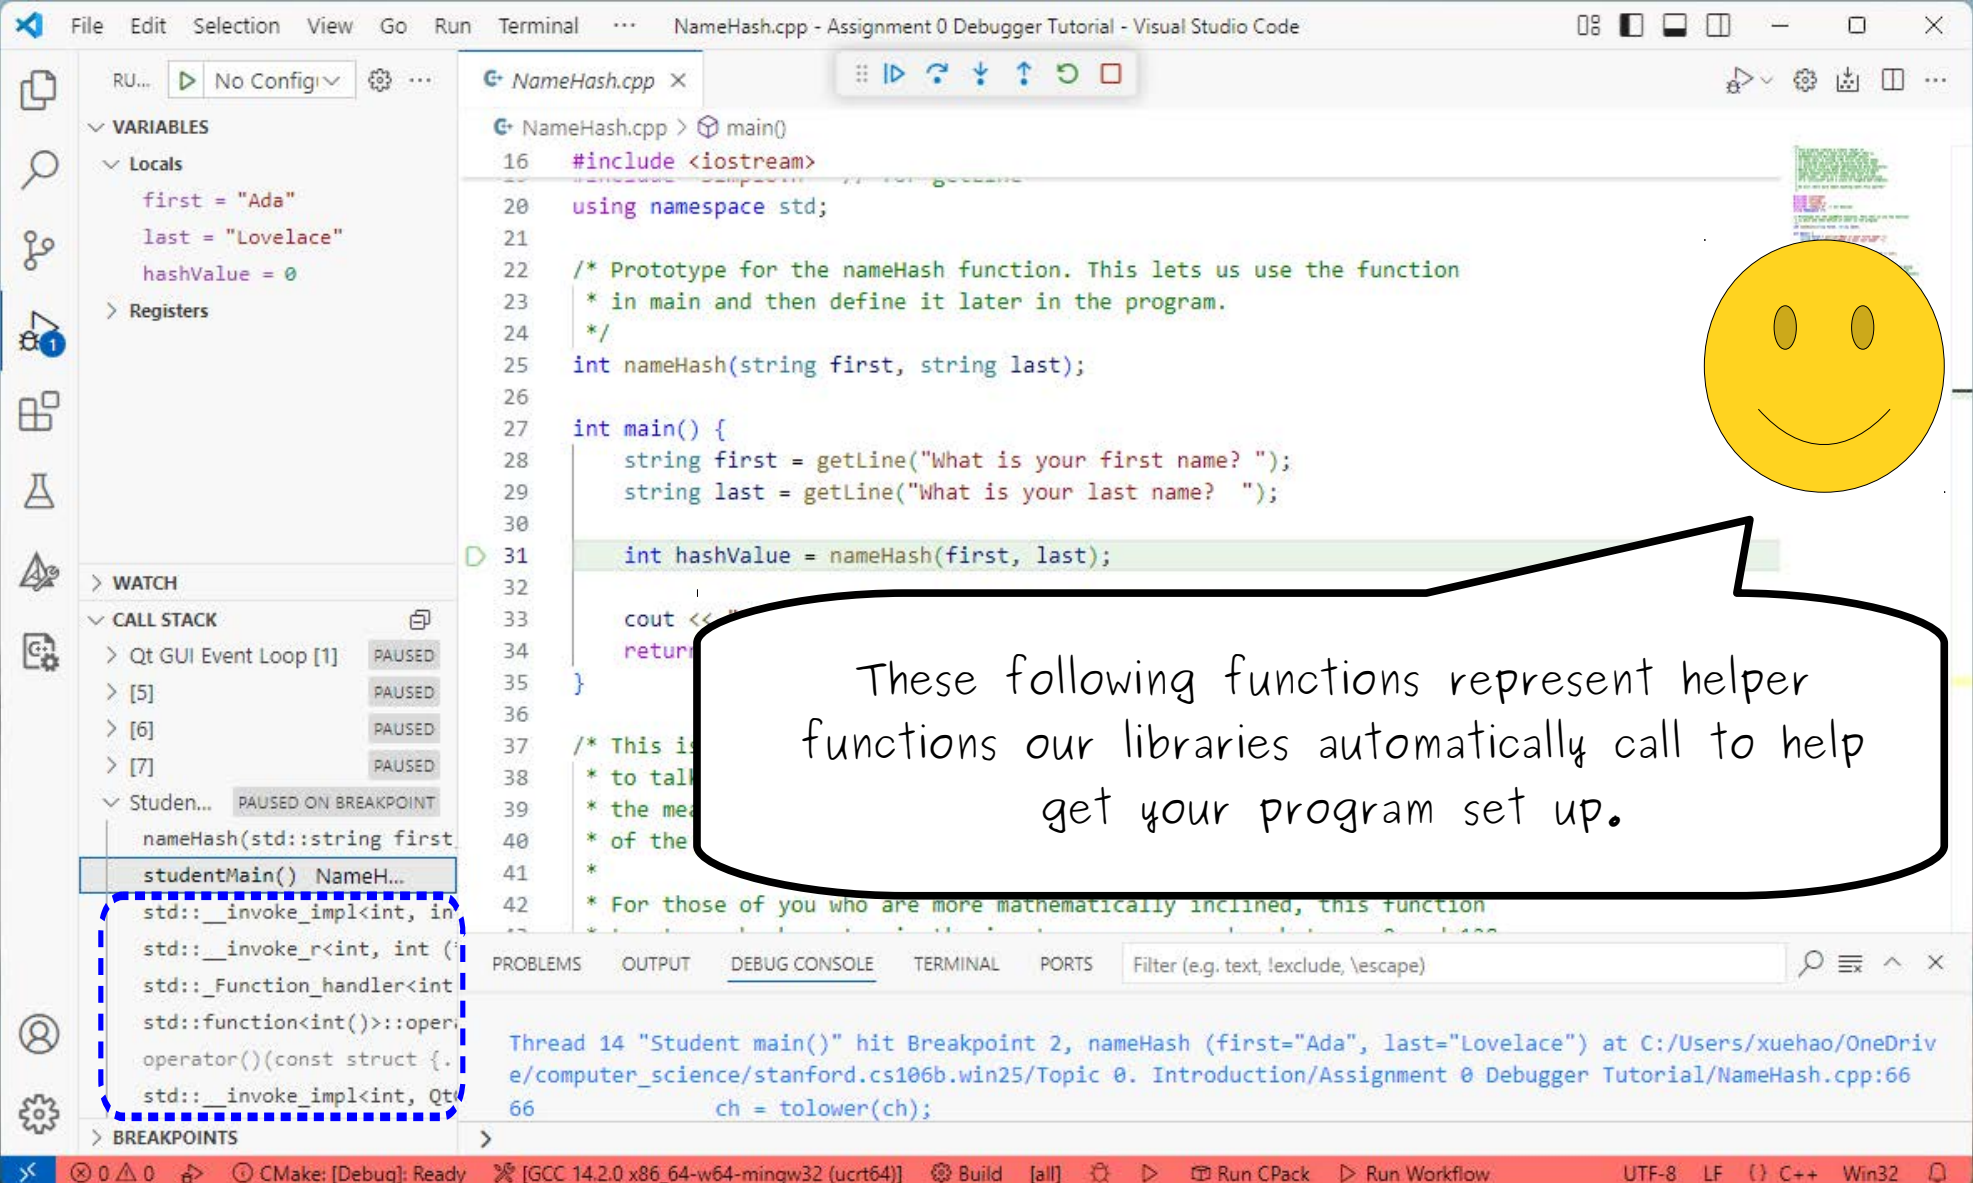 File Edit Selection View Go Run Terminal ··· NameHash.cpp - Assignment 0 Debugger Tutorial - Visual Studio Code
RU... No Config ···
NameHash.cpp
NameHash.cpp > main()
VARIABLES
Locals
first = "Ada"
last = "Lovelace"
hashValue = 0
Registers
1
WATCH
CALL STACK
Qt GUI Event Loop [1] PAUSED
[5] PAUSED
[6] PAUSED
[7] PAUSED
Studen... PAUSED ON BREAKPOINT
nameHash(std::string first,
studentMain() NameH...
std::__invoke_impl<int, in
std::__invoke_r<int, int (
std::_Function_handler<int
std::function<int()>::oper
operator()(const struct {.
std::__invoke_impl<int, Qt
BREAKPOINTS
16 #include <iostream>
20 using namespace std;
21
22 /* Prototype for the nameHash function. This lets us use the function
23 * in main and then define it later in the program.
24 */
25 int nameHash(string first, string last);
26
27 int main() {
28 string first = getLine("What is your first name? ");
29 string last = getLine("What is your last name?  ");
30
31 int hashValue = nameHash(first, last);
32
33 cout << "
34 return
35 }
36
37 /* This is
38 * to talk
39 * the mea
40 * of the
41 *
42 * For those of you who are more mathematically inclined, this function
These following functions represent helper
functions our libraries automatically call to help
get your program set up.
PROBLEMS OUTPUT DEBUG CONSOLE TERMINAL PORTS Filter (e.g. text, !exclude, \escape)
Thread 14 "Student main()" hit Breakpoint 2, nameHash (first="Ada", last="Lovelace") at C:/Users/xuehao/OneDriv
e/computer_science/stanford.cs106b.win25/Topic 0. Introduction/Assignment 0 Debugger Tutorial/NameHash.cpp:66
66 ch = tolower(ch);
>
0 0 CMake: [Debug]: Ready [GCC 14.2.0 x86_64-w64-mingw32 (ucrt64)] Build [all] Run CPack Run Workflow UTF-8 LF {} C++ Win32